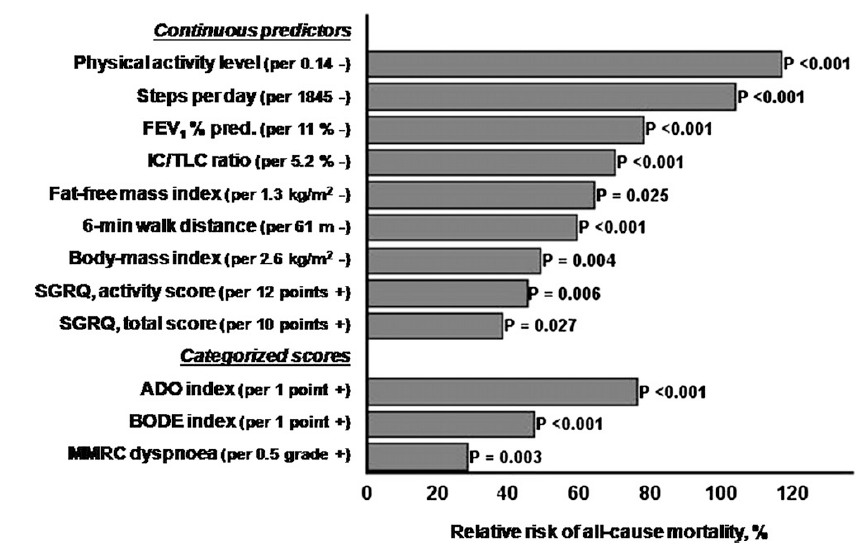 Continuous predictors
Physical activity level (per 0.14 -) P <0.001
Steps per day (per 1845 -) P <0.001
FEV₁ % pred. (per 11 % -) P <0.001
IC/TLC ratio (per 5.2 % -) P <0.001
Fat-free mass index (per 1.3 kg/m² -) P = 0.025
6-min walk distance (per 61 m -) P <0.001
Body-mass index (per 2.6 kg/m² -) P = 0.004
SGRQ, activity score (per 12 points +) P = 0.006
SGRQ, total score (per 10 points +) P = 0.027
Categorized scores
ADO index (per 1 point +) P <0.001
BODE index (per 1 point +) P <0.001
MMRC dyspnoea (per 0.5 grade +) P = 0.003
0 20 40 60 80 100 120
Relative risk of all-cause mortality, %